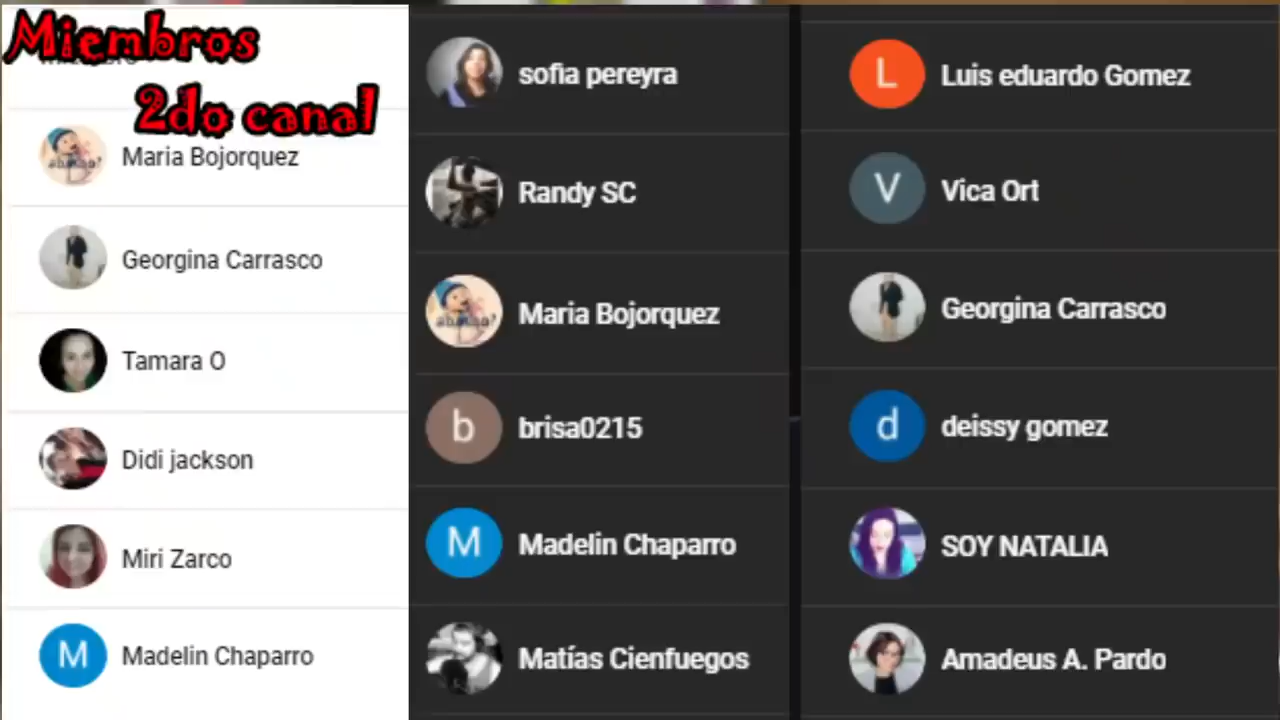 Miembros
2do canal
Maria Bojorquez
Georgina Carrasco
Tamara O
Didi jackson
Miri Zarco
M
Madelin Chaparro
sofia pereyra
Randy SC
Maria Bojorquez
b
brisa0215
M
Madelin Chaparro
Matías Cienfuegos
L
Luis eduardo Gomez
V
Vica Ort
Georgina Carrasco
d
deissy gomez
SOY NATALIA
Amadeus A. Pardo